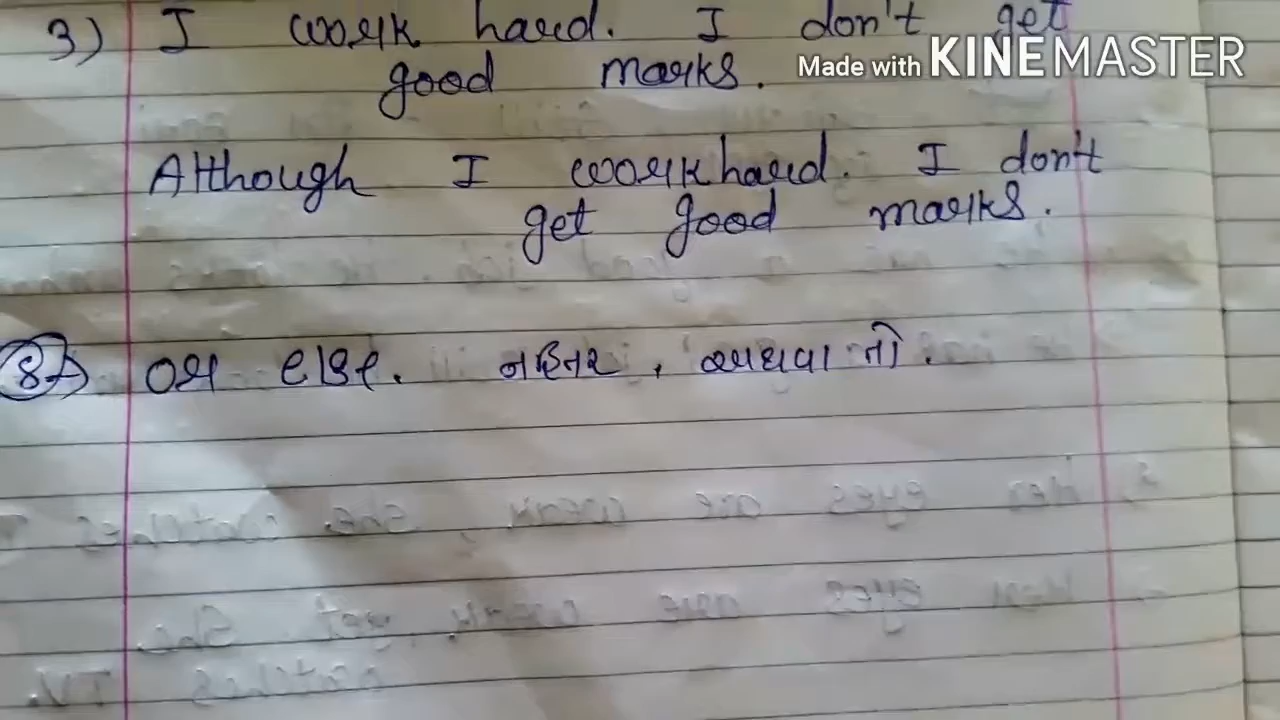 3) I work hard. I don't get
good marks.
Made with KINEMASTER
Although I work hard. I don't
get good marks.
8) or else. નહિતર, અથવા તો.